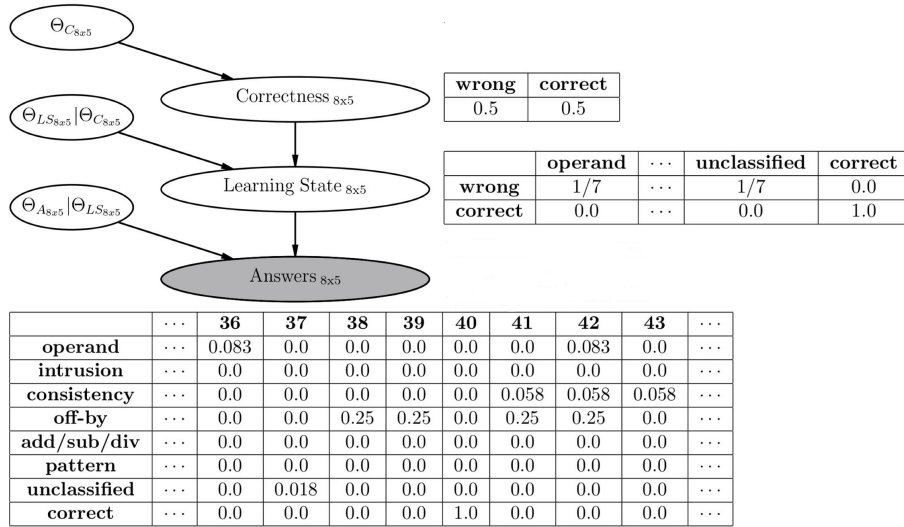 Θ_{C_{8x5}}
Correctness _{8x5}
Θ_{LS_{8x5}}|Θ_{C_{8x5}}
Learning State _{8x5}
Θ_{A_{8x5}}|Θ_{LS_{8x5}}
Answers _{8x5}
wrong correct
0.5 0.5
operand ··· unclassified correct
wrong 1/7 ··· 1/7 0.0
correct 0.0 ··· 0.0 1.0
··· 36 37 38 39 40 41 42 43 ···
operand ··· 0.083 0.0 0.0 0.0 0.0 0.0 0.083 0.0 ···
intrusion ··· 0.0 0.0 0.0 0.0 0.0 0.0 0.0 0.0 ···
consistency ··· 0.0 0.0 0.0 0.0 0.0 0.058 0.058 0.058 ···
off-by ··· 0.0 0.0 0.25 0.25 0.0 0.25 0.25 0.0 ···
add/sub/div ··· 0.0 0.0 0.0 0.0 0.0 0.0 0.0 0.0 ···
pattern ··· 0.0 0.0 0.0 0.0 0.0 0.0 0.0 0.0 ···
unclassified ··· 0.0 0.018 0.0 0.0 0.0 0.0 0.0 0.0 ···
correct ··· 0.0 0.0 0.0 0.0 1.0 0.0 0.0 0.0 ···